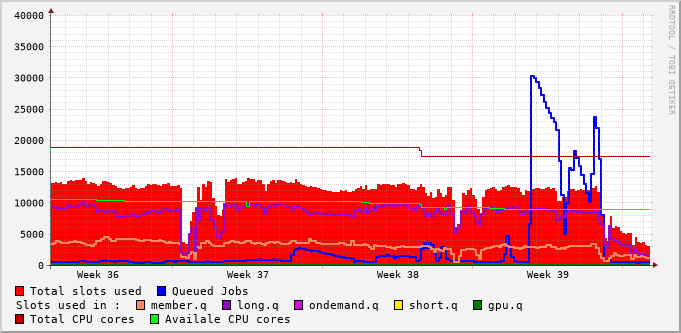 40000
35000
30000
25000
20000
15000
10000
5000
0
Week 36 Week 37 Week 38 Week 39
RRDTOOL / TOBI OETIKER
Total slots used Queued Jobs
Slots used in : member.q long.q ondemand.q short.q gpu.q
Total CPU cores Availale CPU cores